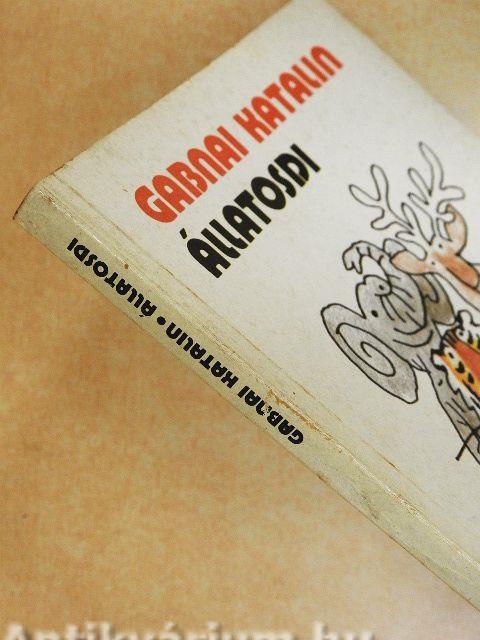 GABNAI KATALIN
ÁLLATOSDI
GABNAI KATALIN • ÁLLATOSDI
Antikvárium.hu